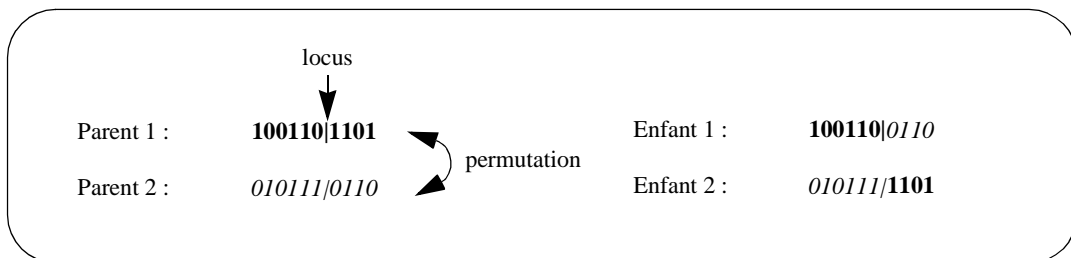 locus
Parent 1 : 100110|1101 Enfant 1 : 100110|0110
permutation
Parent 2 : 010111/0110 Enfant 2 : 010111/1101